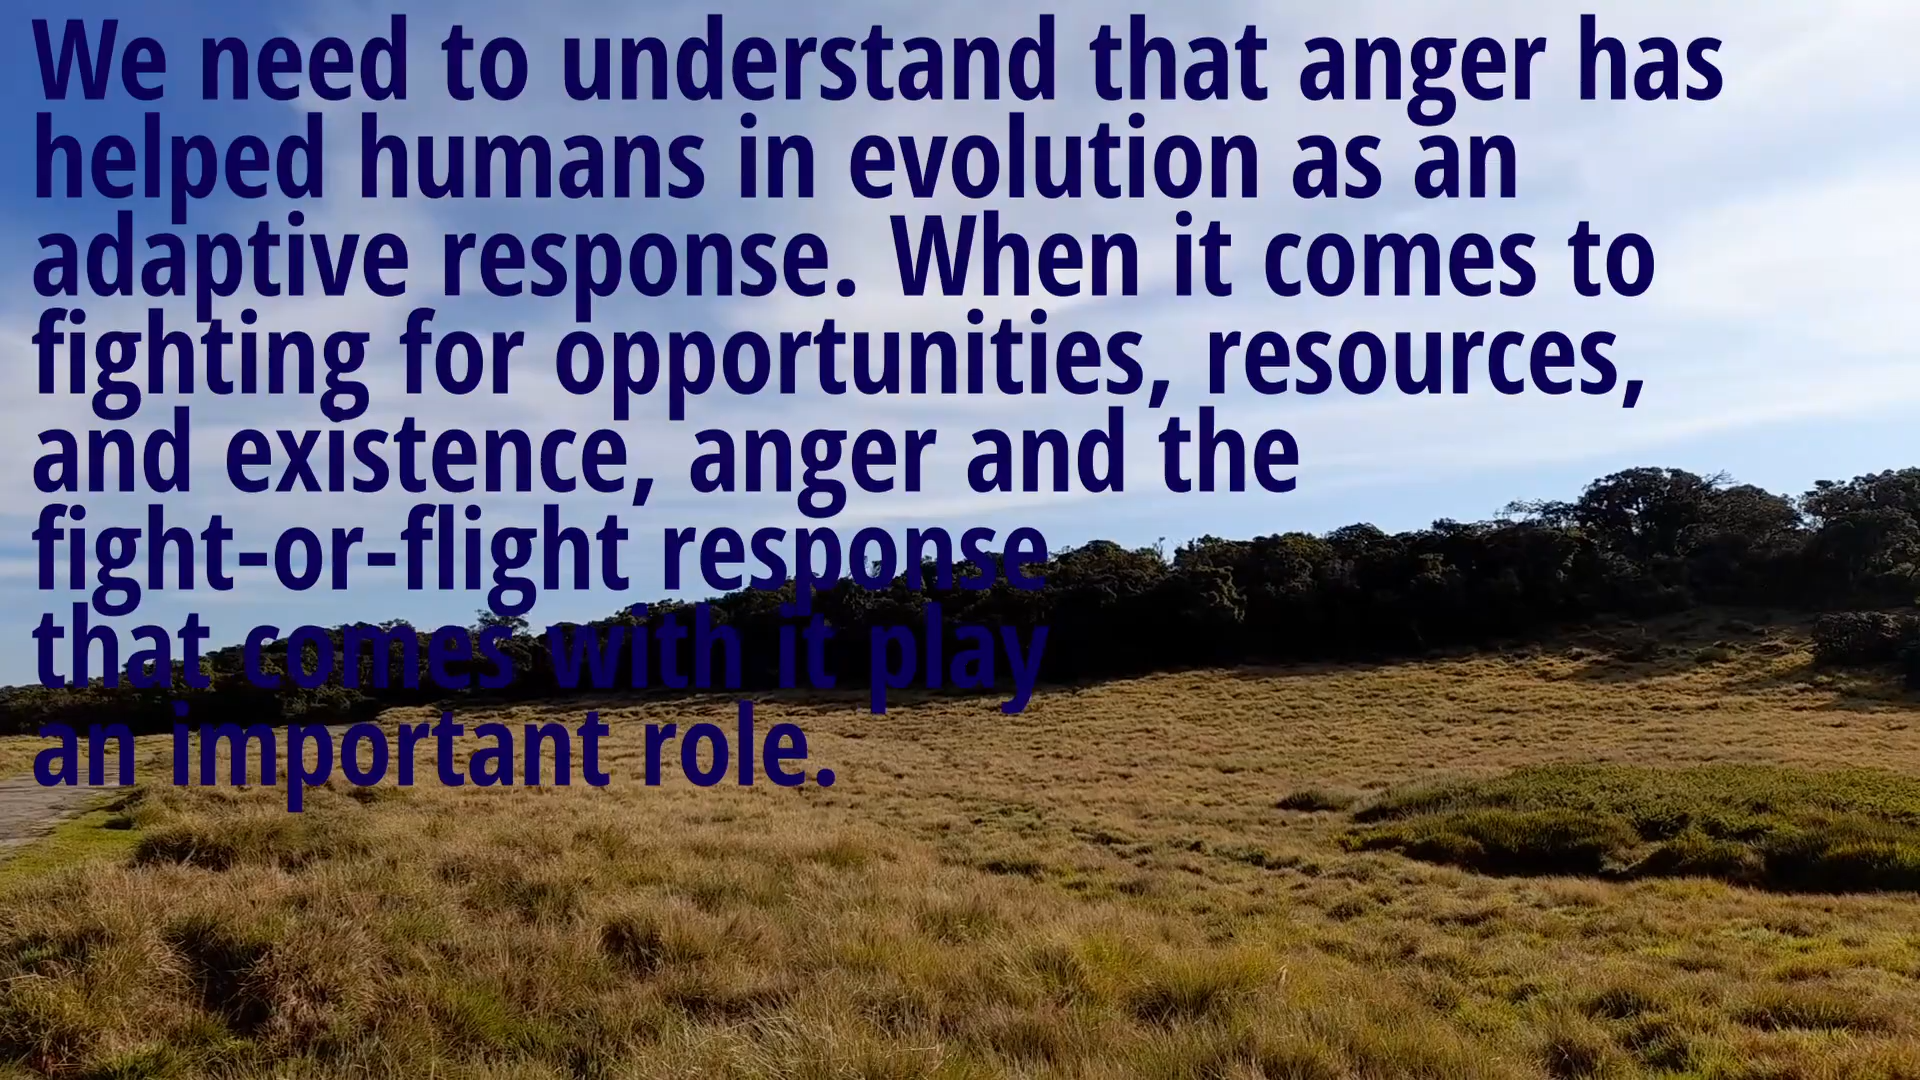 We need to understand that anger has
helped humans in evolution as an
adaptive response. When it comes to
fighting for opportunities, resources,
and existence, anger and the
fight-or-flight response
that comes with it play
an important role.